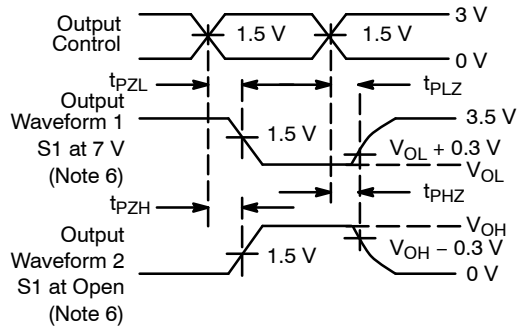 Output
Control
1.5 V
1.5 V
3 V
0 V
tPZL
tPLZ
Output
Waveform 1
S1 at 7 V
(Note 6)
1.5 V
3.5 V
VOL + 0.3 V
VOL
tPZH
tPHZ
Output
Waveform 2
S1 at Open
(Note 6)
1.5 V
VOH
VOH − 0.3 V
0 V